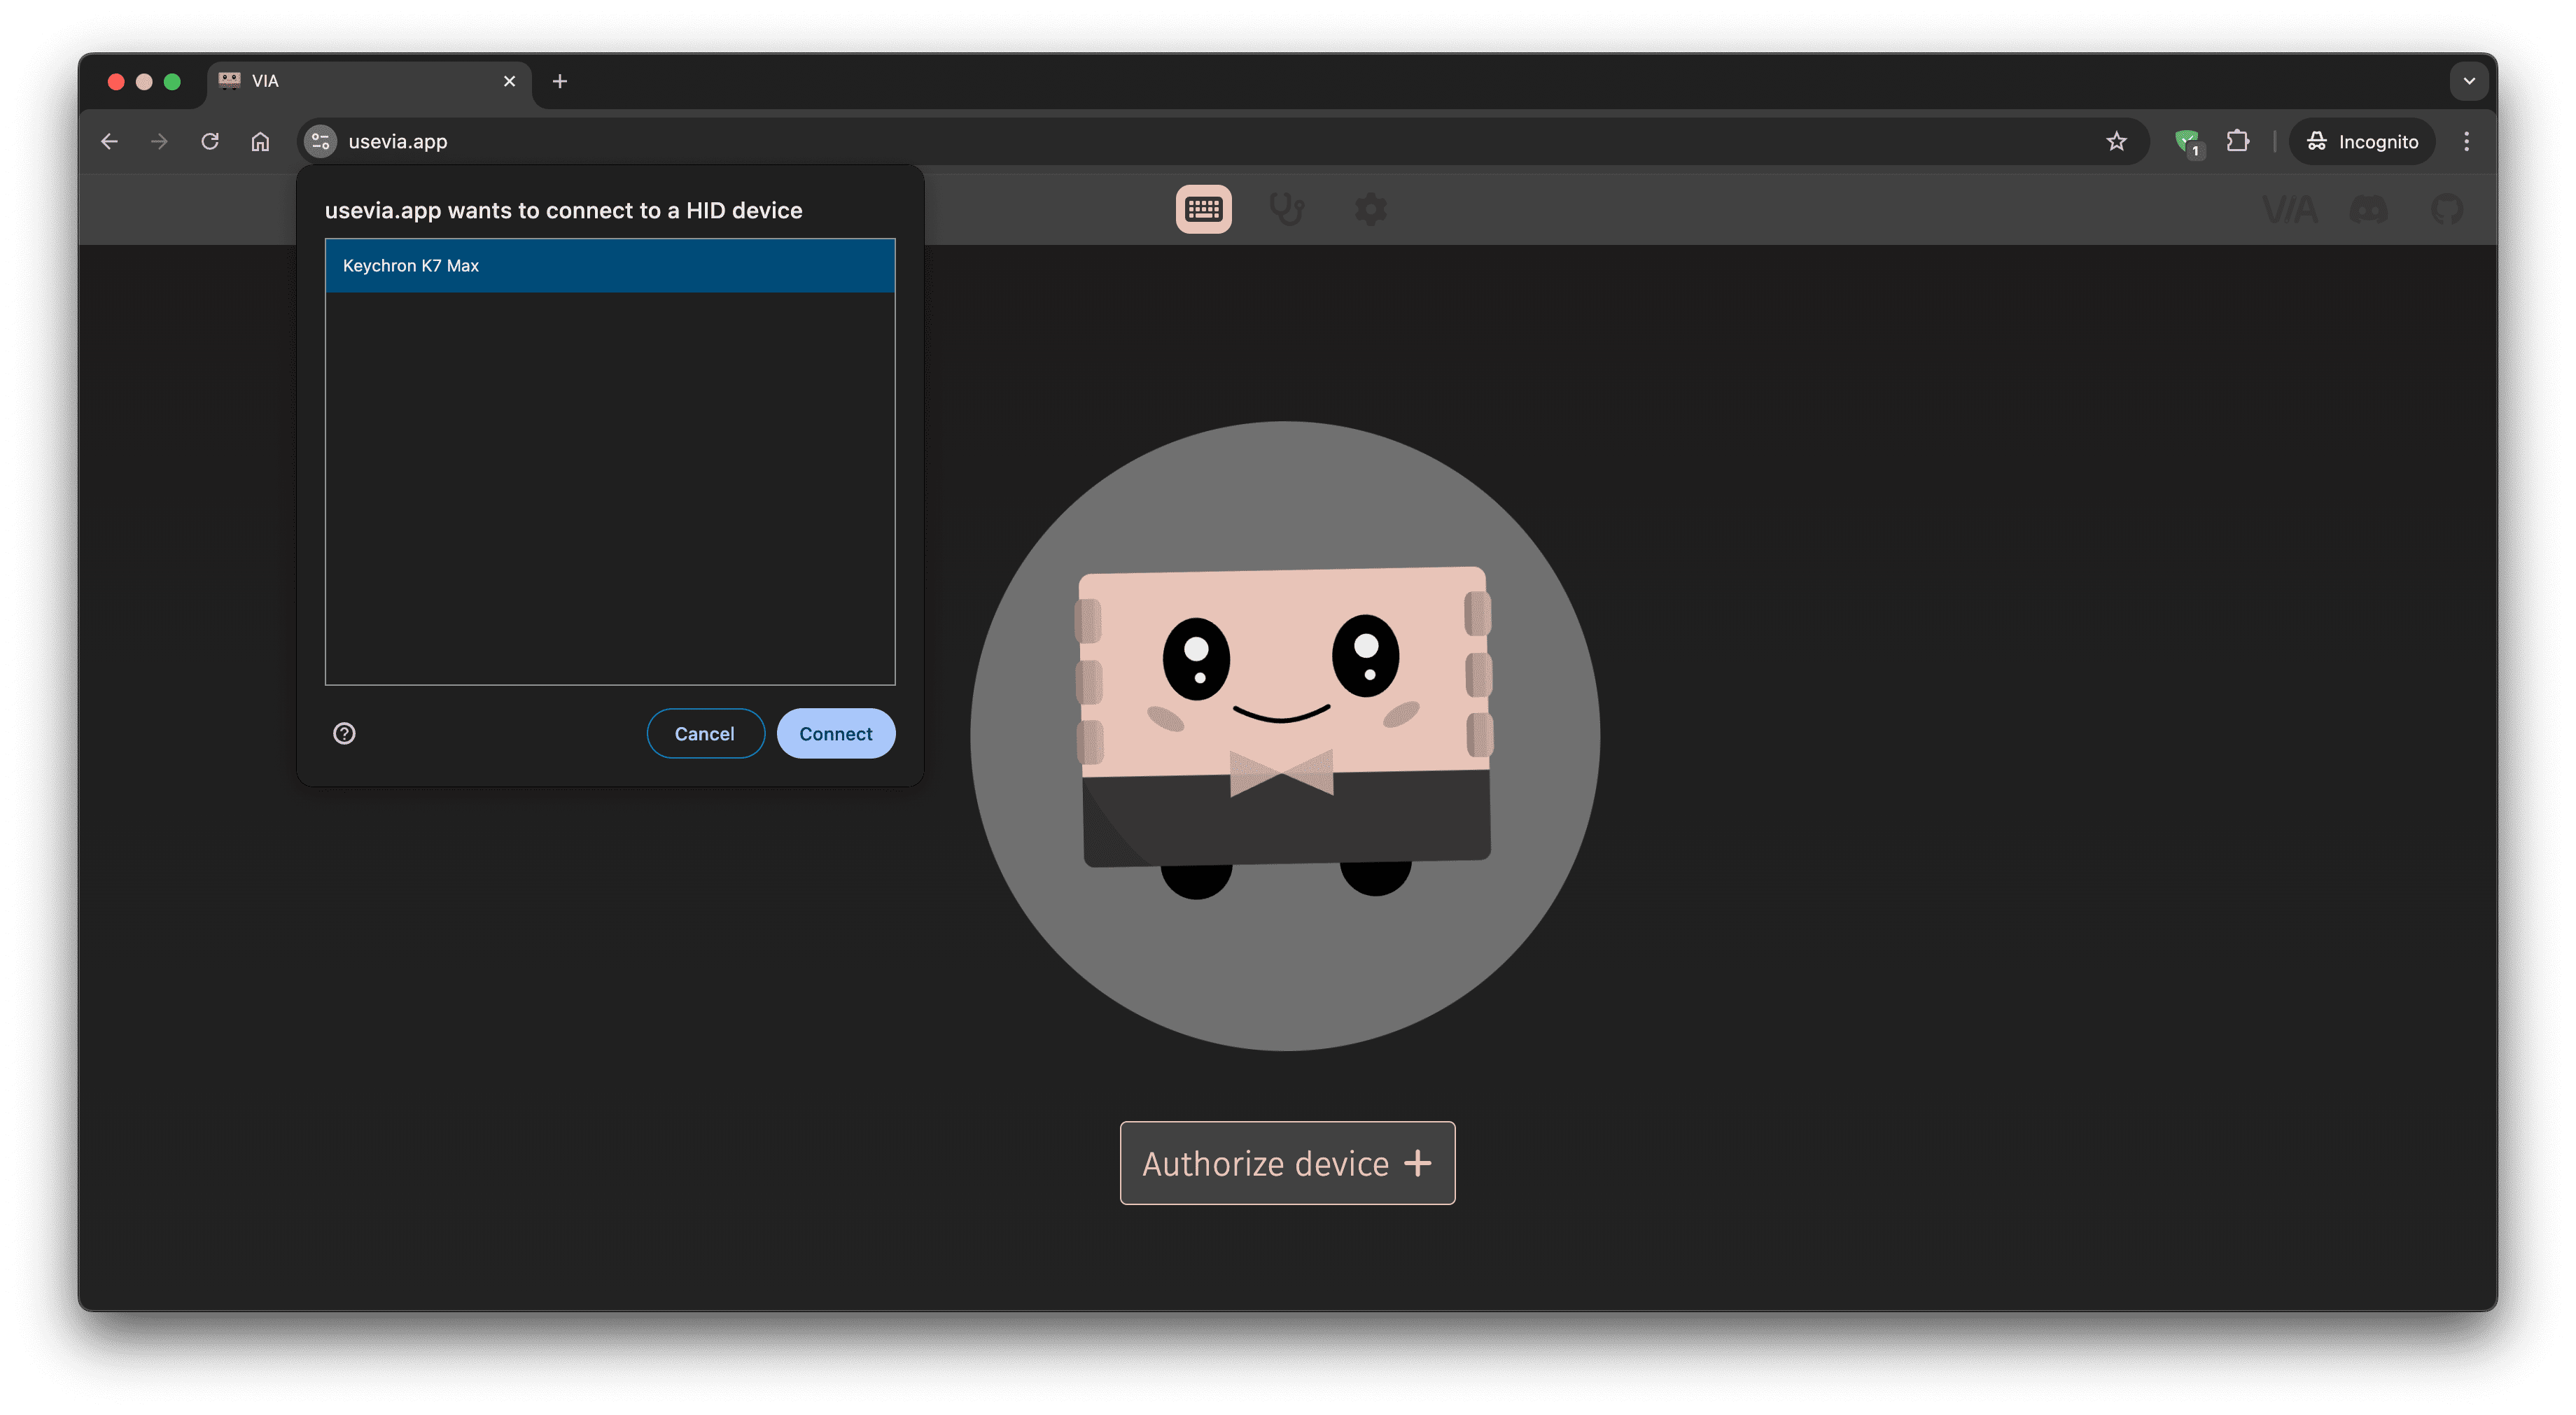 VIA
usevia.app
1
Incognito
usevia.app wants to connect to a HID device
VIA
Keychron K7 Max
Cancel
Connect
Authorize device +